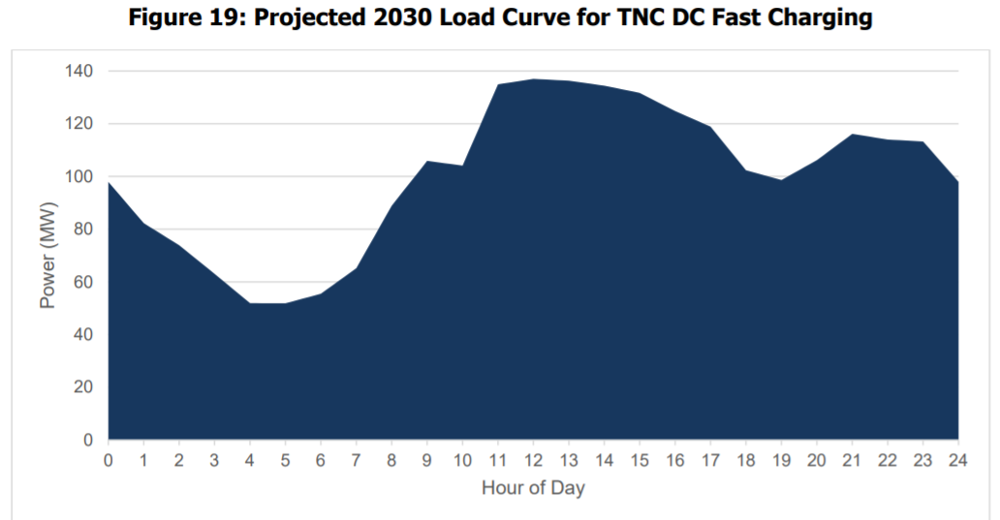 Figure 19: Projected 2030 Load Curve for TNC DC Fast Charging
140
120
100
80
60
40
20
0
Power (MW)
0 1 2 3 4 5 6 7 8 9 10 11 12 13 14 15 16 17 18 19 20 21 22 23 24
Hour of Day